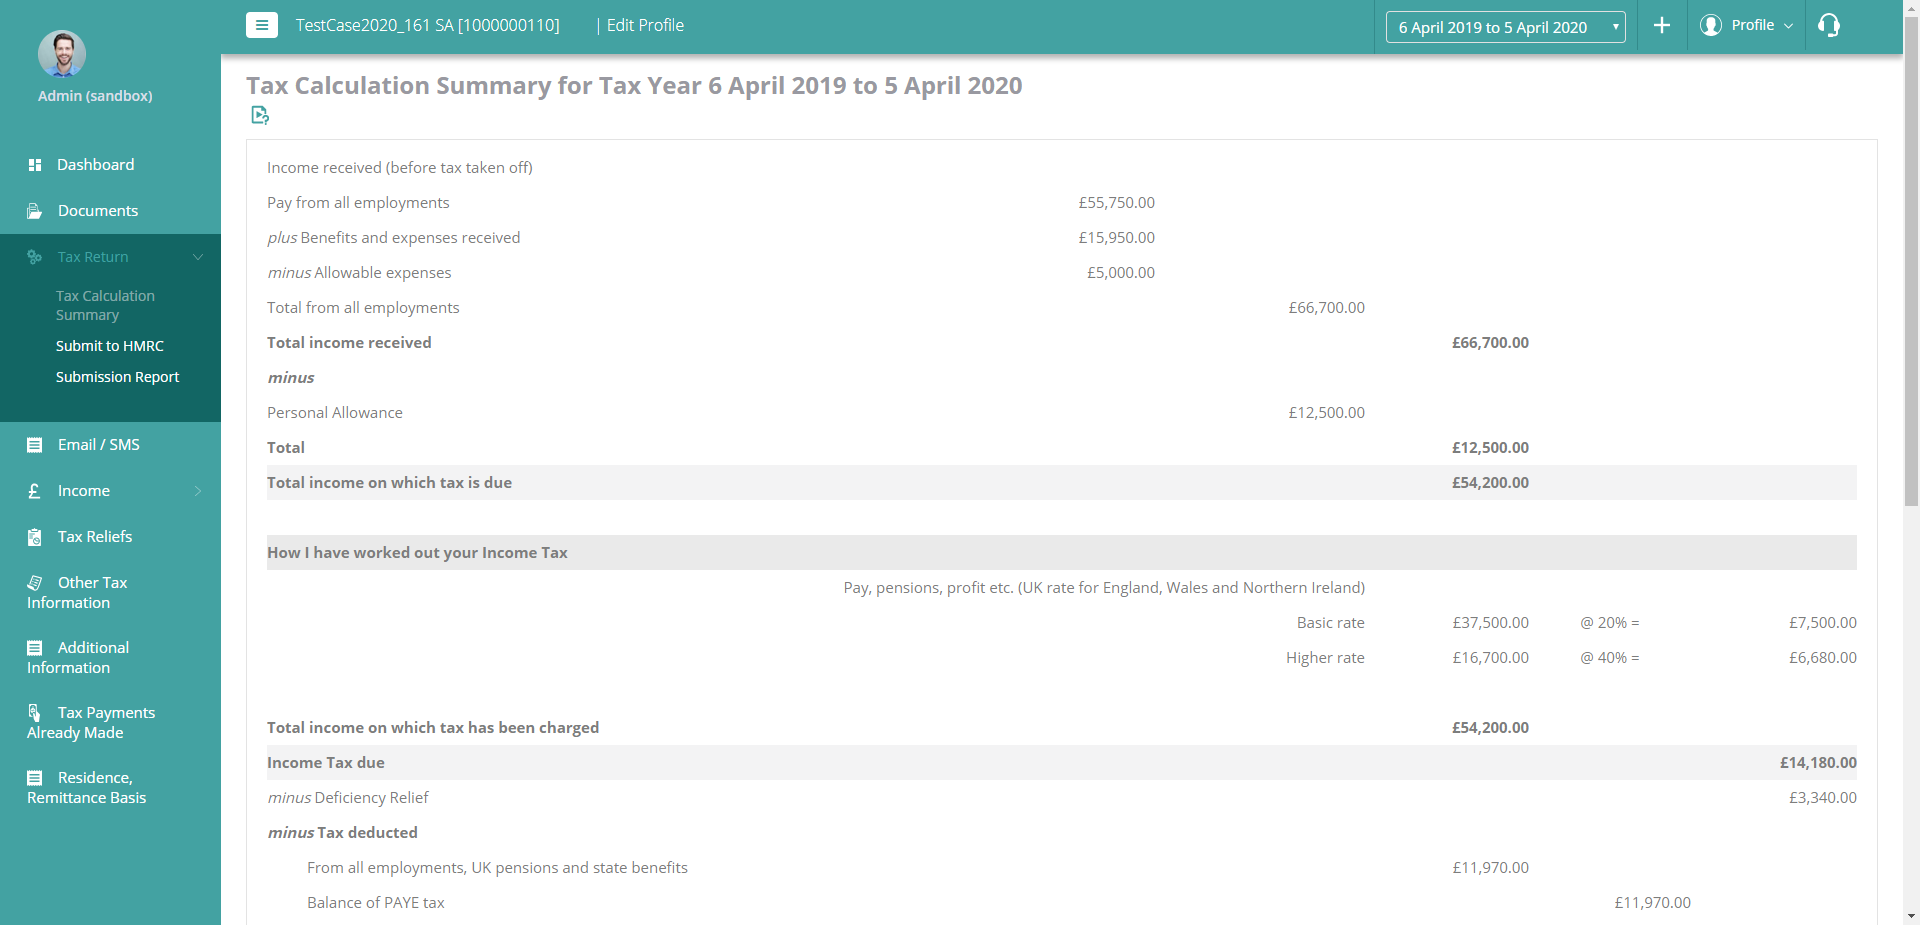 TestCase2020_161 SA [1000000110] | Edit Profile
6 April 2019 to 5 April 2020
Profile
Admin (sandbox)
Dashboard
Documents
Tax Return
Tax Calculation
Summary
Submit to HMRC
Submission Report
Email / SMS
Income
Tax Reliefs
Other Tax
Information
Additional
Information
Tax Payments
Already Made
Residence,
Remittance Basis
Tax Calculation Summary for Tax Year 6 April 2019 to 5 April 2020
Income received (before tax taken off)
Pay from all employments £55,750.00
plus Benefits and expenses received £15,950.00
minus Allowable expenses £5,000.00
Total from all employments £66,700.00
Total income received £66,700.00
minus
Personal Allowance £12,500.00
Total £12,500.00
Total income on which tax is due £54,200.00
How I have worked out your Income Tax
Pay, pensions, profit etc. (UK rate for England, Wales and Northern Ireland)
Basic rate £37,500.00 @ 20% = £7,500.00
Higher rate £16,700.00 @ 40% = £6,680.00
Total income on which tax has been charged £54,200.00
Income Tax due £14,180.00
minus Deficiency Relief £3,340.00
minus Tax deducted
From all employments, UK pensions and state benefits £11,970.00
Balance of PAYE tax £11,970.00